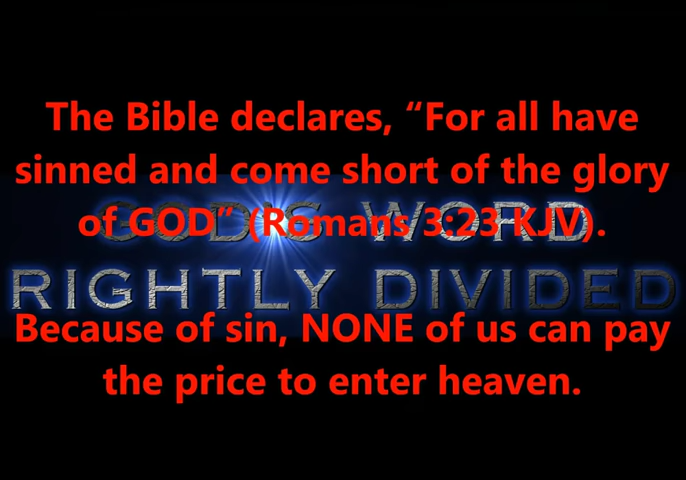 The Bible declares, “For all have
sinned and come short of the glory
of GOD” (Romans 3:23 KJV).
GOD'S WORD
RIGHTLY DIVIDED
Because of sin, NONE of us can pay
the price to enter heaven.